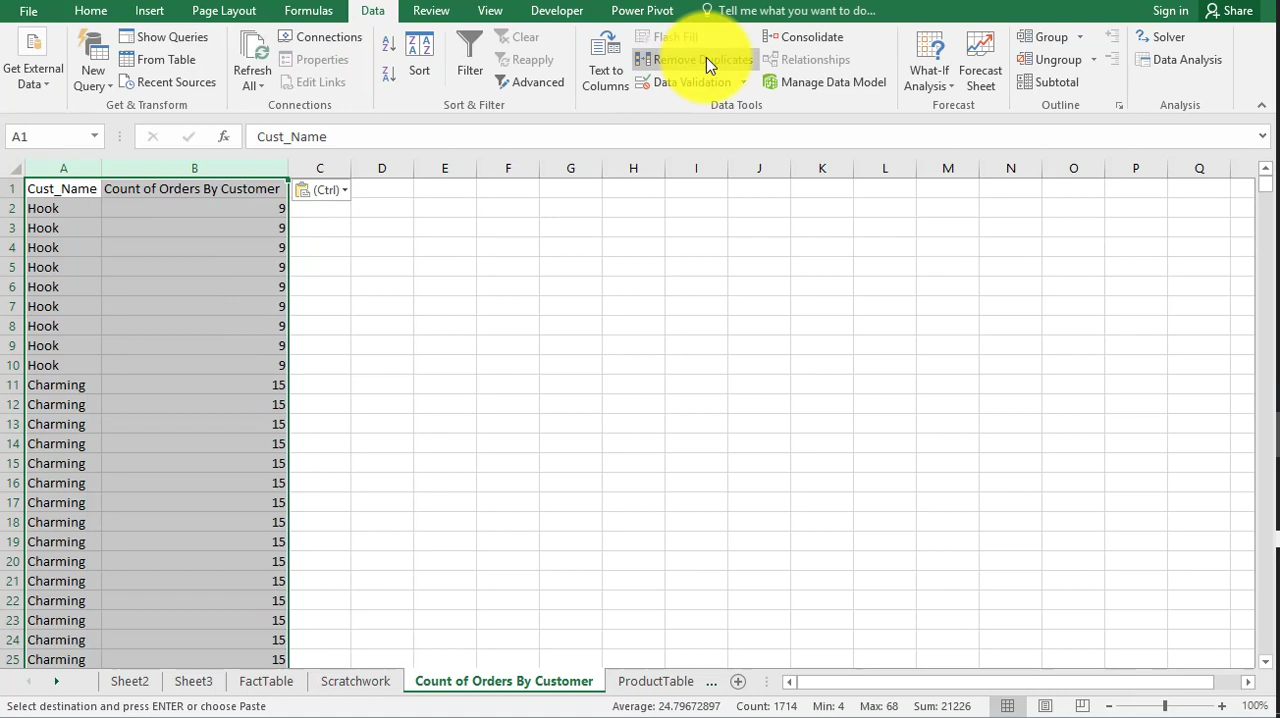 File Home Insert Page Layout Formulas Data Review View Developer Power Pivot Tell me what you want to do... Sign in Share
Get External Data
New Query
Show Queries
From Table
Recent Sources
Get & Transform
Refresh All
Connections
Properties
Edit Links
Connections
Sort
Filter
Clear
Reapply
Advanced
Sort & Filter
Text to Columns
Flash Fill
Remove Duplicates
Data Validation
Consolidate
Relationships
Manage Data Model
Data Tools
What-If Analysis
Forecast Sheet
Forecast
Group
Ungroup
Subtotal
Outline
Solver
Data Analysis
Analysis
A1 fx Cust_Name
A B C D E F G H I J K L M N O P Q
1 Cust_Name Count of Orders By Customer (Ctrl)
2 Hook 9
3 Hook 9
4 Hook 9
5 Hook 9
6 Hook 9
7 Hook 9
8 Hook 9
9 Hook 9
10 Hook 9
11 Charming 15
12 Charming 15
13 Charming 15
14 Charming 15
15 Charming 15
16 Charming 15
17 Charming 15
18 Charming 15
19 Charming 15
20 Charming 15
21 Charming 15
22 Charming 15
23 Charming 15
24 Charming 15
25 Charming 15
... Sheet2 Sheet3 FactTable Scratchwork Count of Orders By Customer ProductTable ...
Select destination and press ENTER or choose Paste Average: 24.79672897 Count: 1714 Min: 4 Max: 68 Sum: 21226 100%